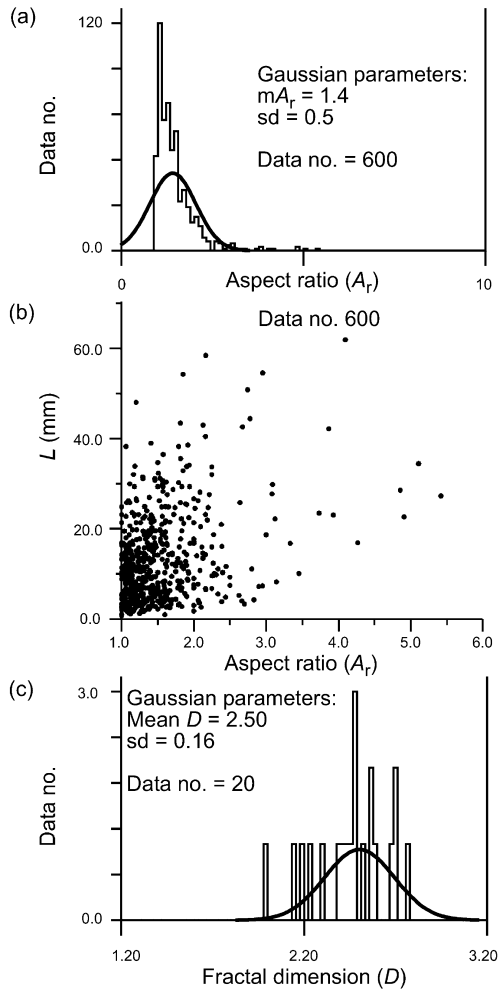 (a)
120
Data no.
Gaussian parameters:
mAr = 1.4
sd = 0.5
Data no. = 600
0.0
0
10
Aspect ratio (Ar)
(b)
Data no. 600
60.0
L (mm)
40.0
20.0
0.0
1.0 2.0 3.0 4.0 5.0 6.0
Aspect ratio (Ar)
(c)
3.0
Gaussian parameters:
Mean D = 2.50
sd = 0.16
Data no. = 20
Data no.
0.0
1.20 2.20 3.20
Fractal dimension (D)